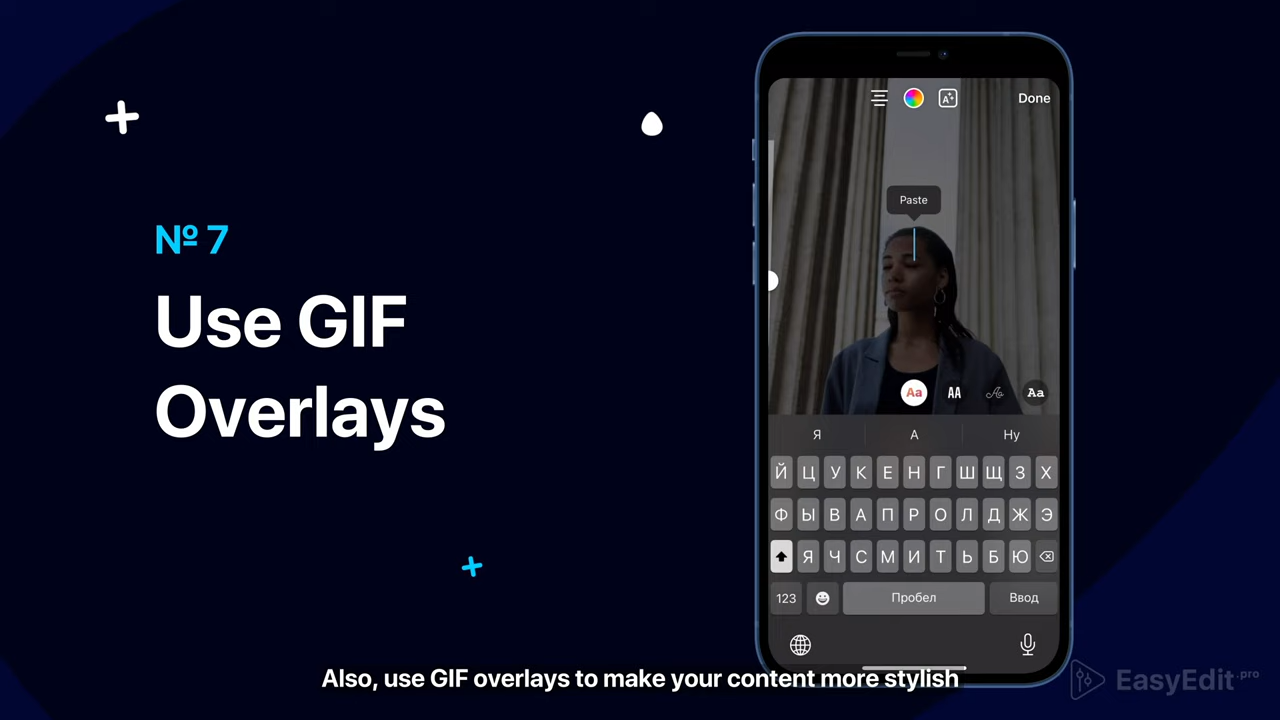 № 7
Use GIF
Overlays
Done
Paste
Aa AA Aa Aa
Я А Ну
Й Ц У К Е Н Г Ш Щ З Х
Ф Ы В А П Р О Л Д Ж Э
Я Ч С М И Т Ь Б Ю
123 Пробел Ввод
Also, use GIF overlays to make your content more stylish
EasyEdit.pro